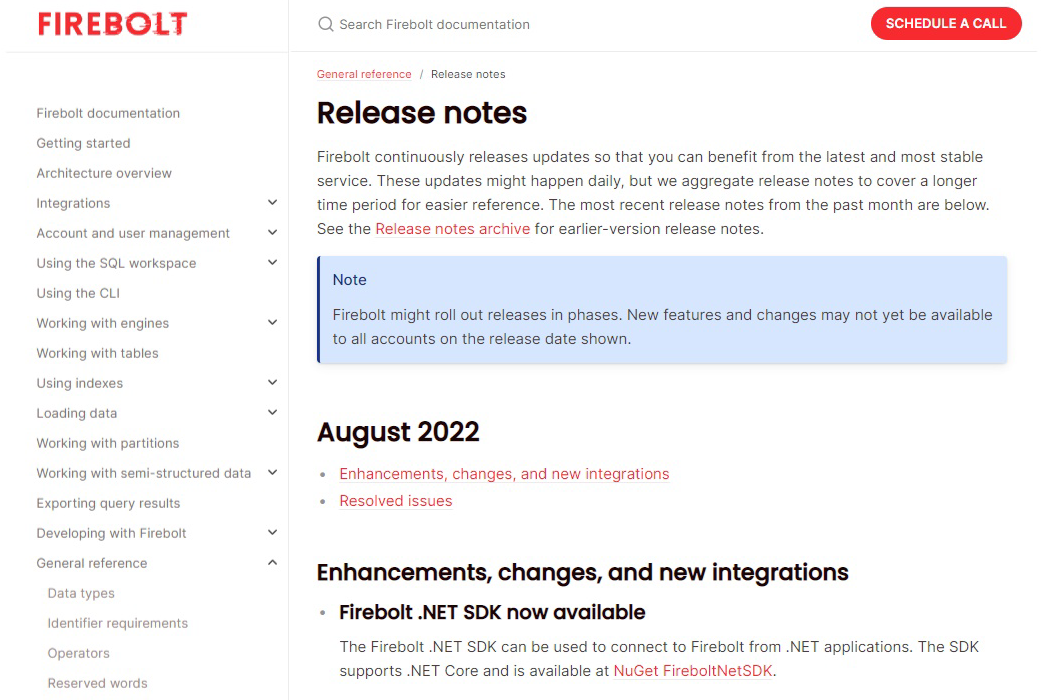 FIREBOLT
Search Firebolt documentation
SCHEDULE A CALL
Firebolt documentation
Getting started
Architecture overview
Integrations
Account and user management
Using the SQL workspace
Using the CLI
Working with engines
Working with tables
Using indexes
Loading data
Working with partitions
Working with semi-structured data
Exporting query results
Developing with Firebolt
General reference
Data types
Identifier requirements
Operators
Reserved words
General reference / Release notes
Release notes
Firebolt continuously releases updates so that you can benefit from the latest and most stable
service. These updates might happen daily, but we aggregate release notes to cover a longer
time period for easier reference. The most recent release notes from the past month are below.
See the Release notes archive for earlier-version release notes.
Note
Firebolt might roll out releases in phases. New features and changes may not yet be available
to all accounts on the release date shown.
August 2022
• Enhancements, changes, and new integrations
• Resolved issues
Enhancements, changes, and new integrations
• Firebolt .NET SDK now available
The Firebolt .NET SDK can be used to connect to Firebolt from .NET applications. The SDK
supports .NET Core and is available at NuGet FireboltNetSDK.